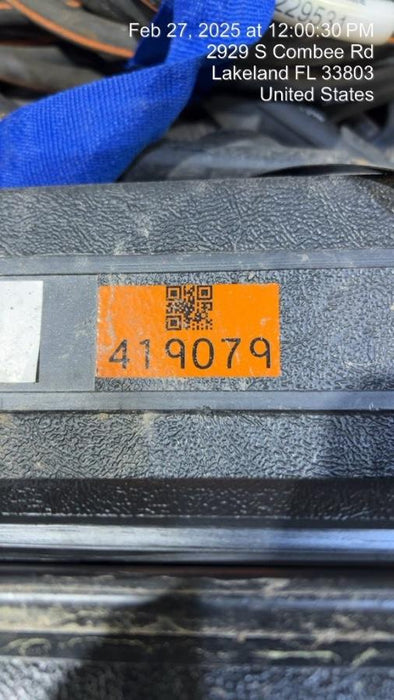 Feb 27, 2025 at 12:00:30 PM
2929 S Combee Rd
Lakeland FL 33803
United States
419079